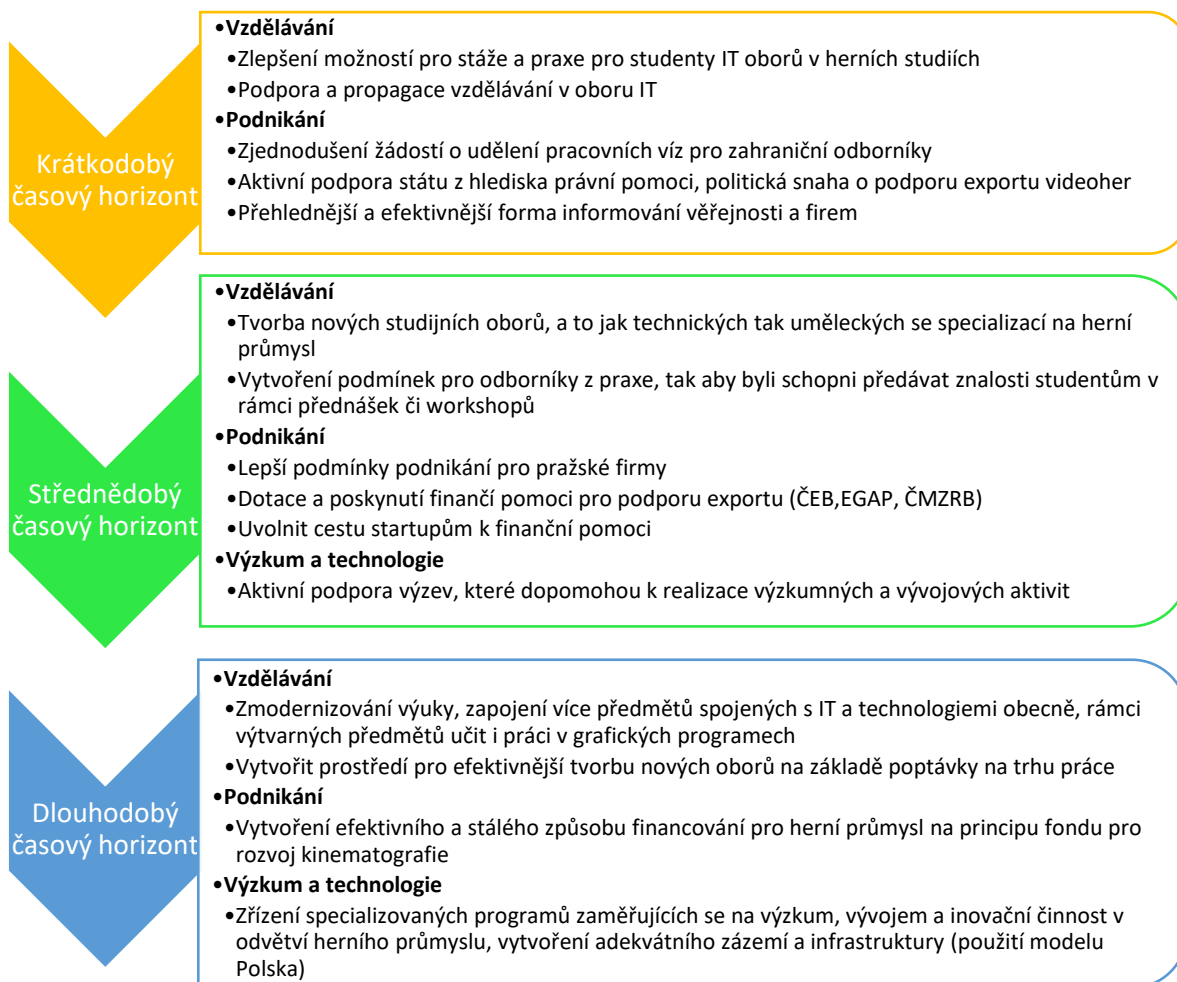 Krátkodobý
časový horizont
•Vzdělávání
•Zlepšení možností pro stáže a praxe pro studenty IT oborů v herních studiích
•Podpora a propagace vzdělávání v oboru IT
•Podnikání
•Zjednodušení žádostí o udělení pracovních víz pro zahraniční odborníky
•Aktivní podpora státu z hlediska právní pomoci, politická snaha o podporu exportu videoher
•Přehlednější a efektivnější forma informování věřejnosti a firem
Střednědobý
časový horizont
•Vzdělávání
•Tvorba nových studijních oborů, a to jak technických tak uměleckých se specializací na herní
průmysl
•Vytvoření podmínek pro odborníky z praxe, tak aby byli schopni předávat znalosti studentům v
rámci přednášek či workshopů
•Podnikání
•Lepší podmínky podnikání pro pražské firmy
•Dotace a poskynutí finančí pomoci pro podporu exportu (ČEB,EGAP, ČMZRB)
•Uvolnit cestu startupům k finanční pomoci
•Výzkum a technologie
•Aktivní podpora výzev, které dopomohou k realizace výzkumných a vývojových aktivit
Dlouhodobý
časový horizont
•Vzdělávání
•Zmodernizování výuky, zapojení více předmětů spojených s IT a technologiemi obecně, rámci
výtvarných předmětů učit i práci v grafických programech
•Vytvořit prostředí pro efektivnější tvorbu nových oborů na základě poptávky na trhu práce
•Podnikání
•Vytvoření efektivního a stálého způsobu financování pro herní průmysl na principu fondu pro
rozvoj kinematografie
•Výzkum a technologie
•Zřízení specializovaných programů zaměřujících se na výzkum, vývojem a inovační činnost v
odvětví herního průmyslu, vytvoření adekvátního zázemí a infrastruktury (použití modelu
Polska)